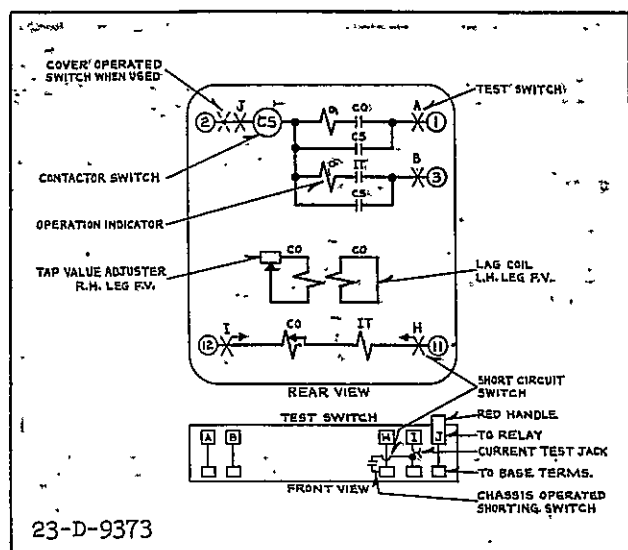 COVER OPERATED
SWITCH WHEN USED
TEST SWITCH
J
CO
A
2
CS
1
CS
IT
B
3
CS
CONTACTOR SWITCH
OPERATION INDICATOR
CO
CO
TAP VALUE ADJUSTER
R.H. LEG F.V.
LAG COIL
L.H. LEG F.V.
I
CO
IT
H
12
11
REAR VIEW
SHORT CIRCUIT
SWITCH
TEST SWITCH
RED HANDLE
A
B
H
I
J
TO RELAY
CURRENT TEST JACK
TO BASE TERMS.
FRONT VIEW
CHASSIS OPERATED
SHORTING SWITCH
23-D-9373